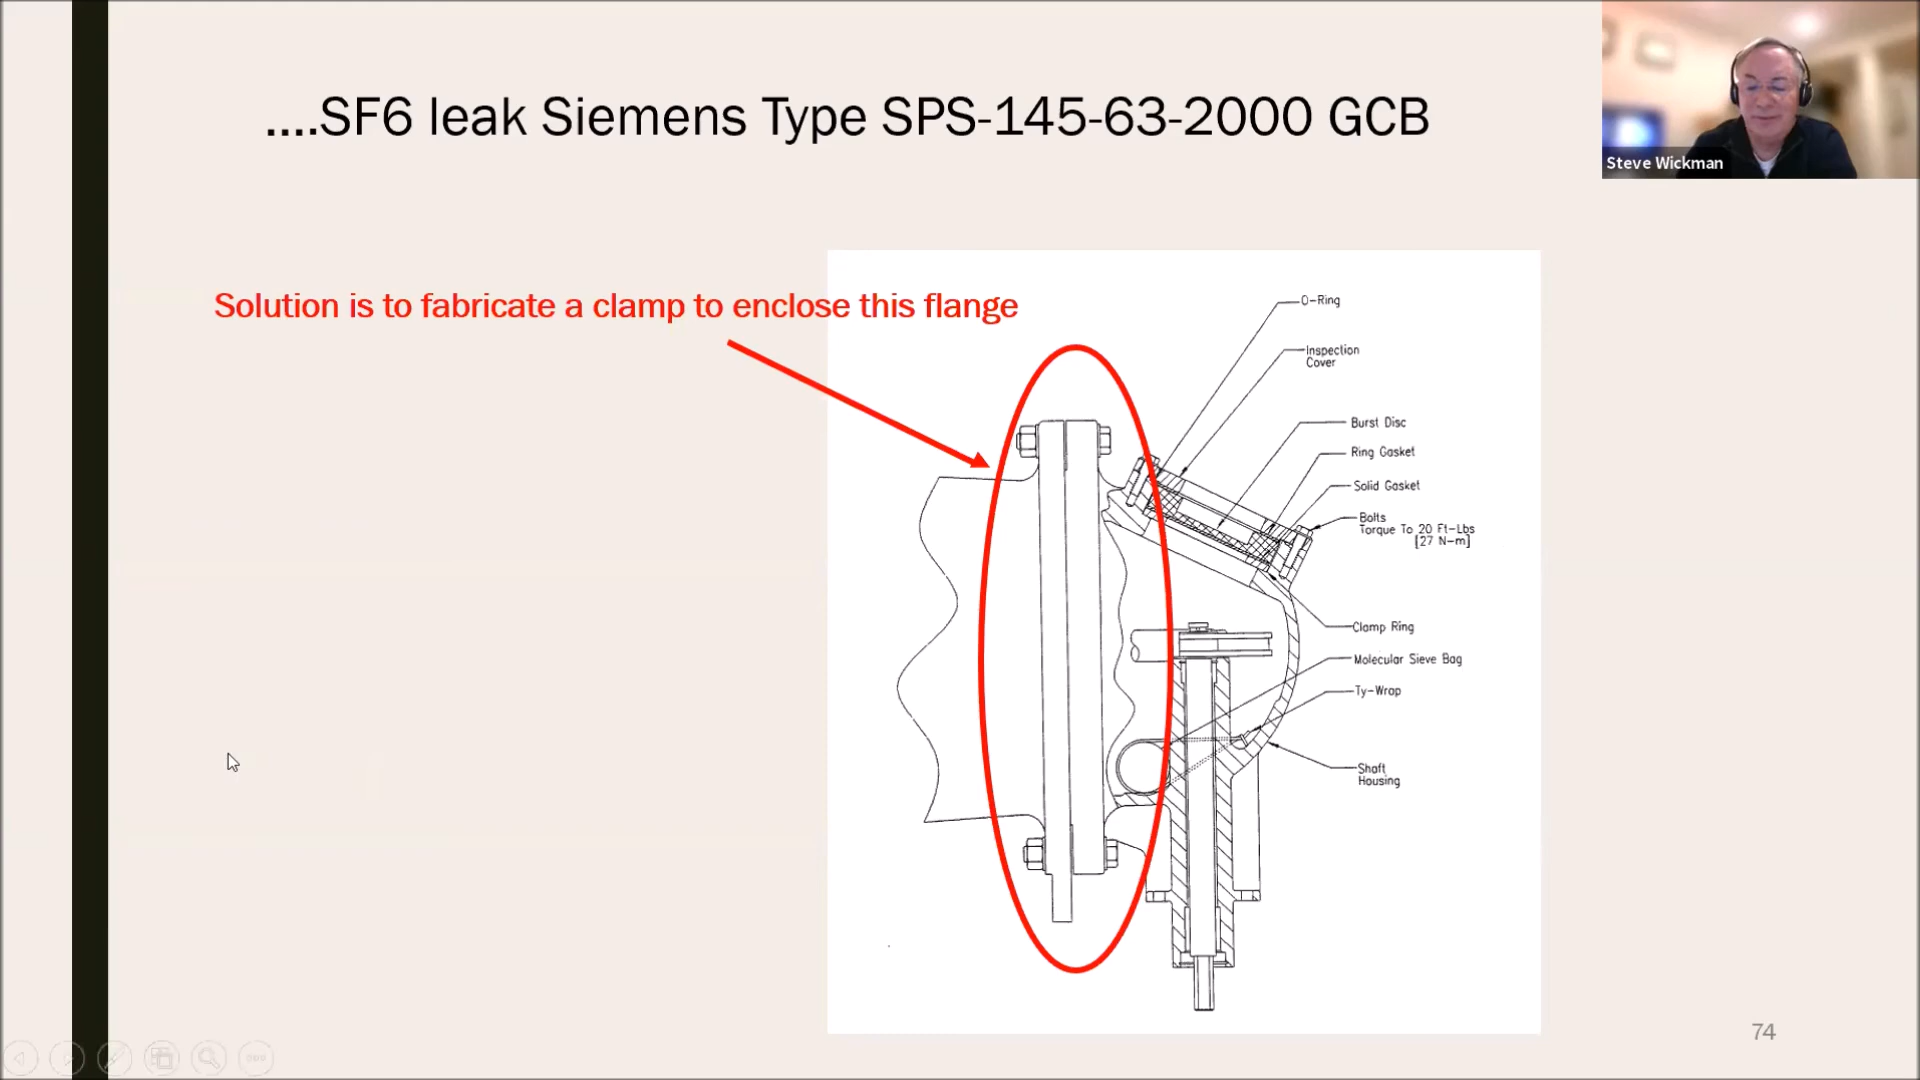 ....SF6 leak Siemens Type SPS-145-63-2000 GCB
Steve Wickman
Solution is to fabricate a clamp to enclose this flange
O-Ring
Inspection
Cover
Burst Disc
Ring Gasket
Solid Gasket
Bolts
Torque To 20 Ft-Lbs
[27 N-m]
Clamp Ring
Molecular Sieve Bag
Ty-Wrap
Shaft
Housing
74